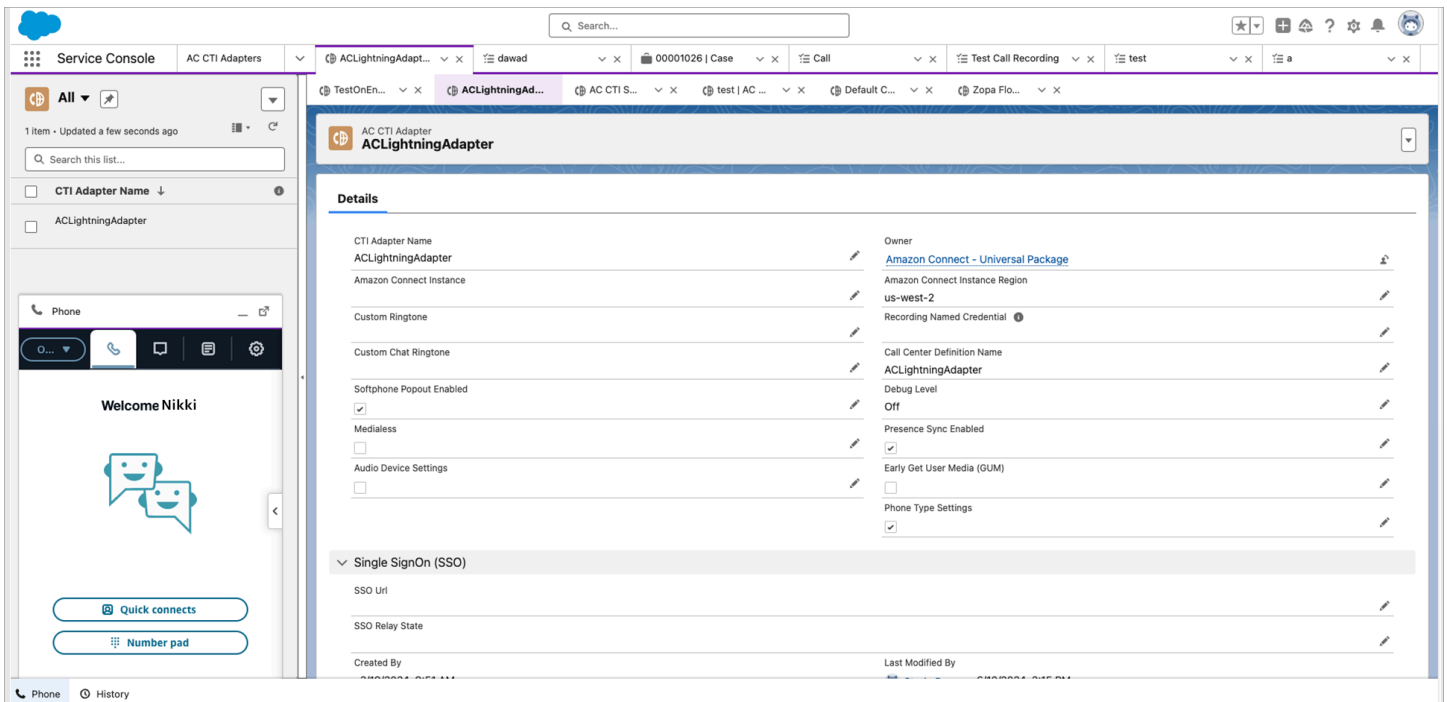 Search...
Service Console
AC CTI Adapters
ACLightningAdapt...
dawad
00001026 | Case
Call
Test Call Recording
test
a
All
1 item • Updated a few seconds ago
Search this list...
CTI Adapter Name
ACLightningAdapter
Phone
O...
Welcome Nikki
Quick connects
Number pad
TestOnEn...
ACLightningAd...
AC CTI S...
test | AC ...
Default C...
Zopa Flo...
AC CTI Adapter
ACLightningAdapter
Details
CTI Adapter Name
ACLightningAdapter
Owner
Amazon Connect - Universal Package
Amazon Connect Instance
Amazon Connect Instance Region
us-west-2
Custom Ringtone
Recording Named Credential
Custom Chat Ringtone
Call Center Definition Name
ACLightningAdapter
Softphone Popout Enabled
Debug Level
Off
Medialess
Presence Sync Enabled
Audio Device Settings
Early Get User Media (GUM)
Phone Type Settings
Single SignOn (SSO)
SSO Url
SSO Relay State
Created By
Last Modified By
Phone
History